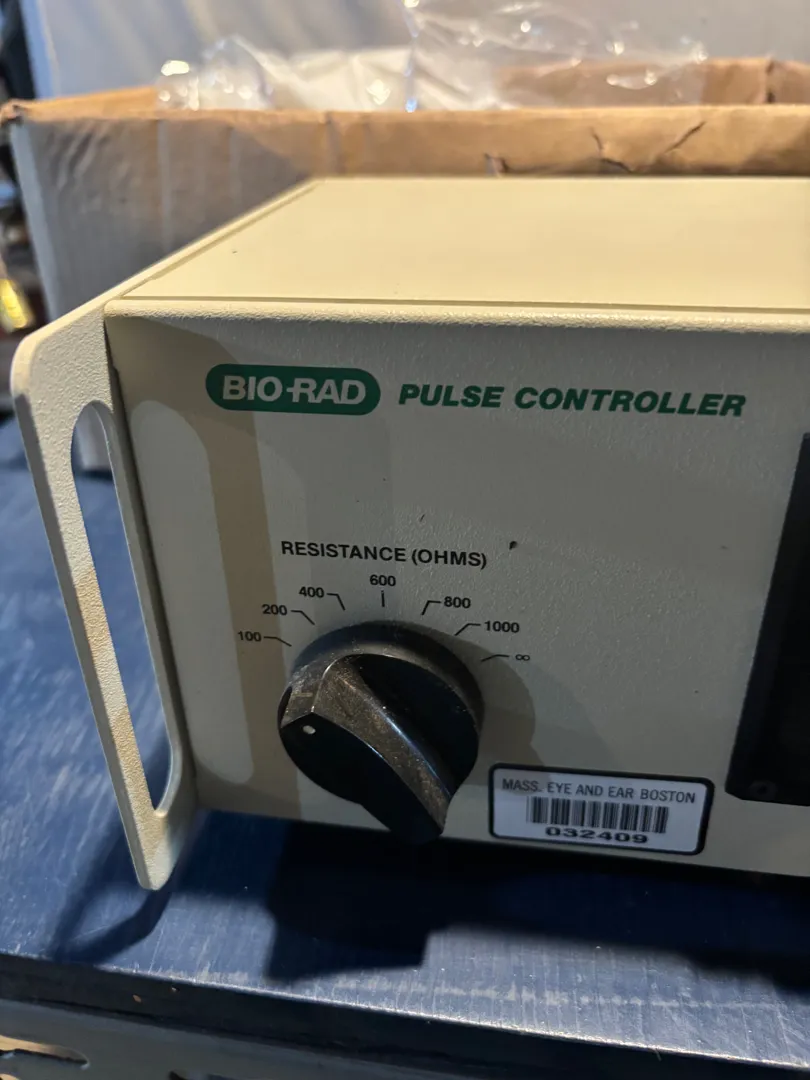 BIO-RAD PULSE CONTROLLER
RESISTANCE (OHMS)
600
400
800
200
1000
100
∞
MASS. EYE AND EAR BOSTON
032409